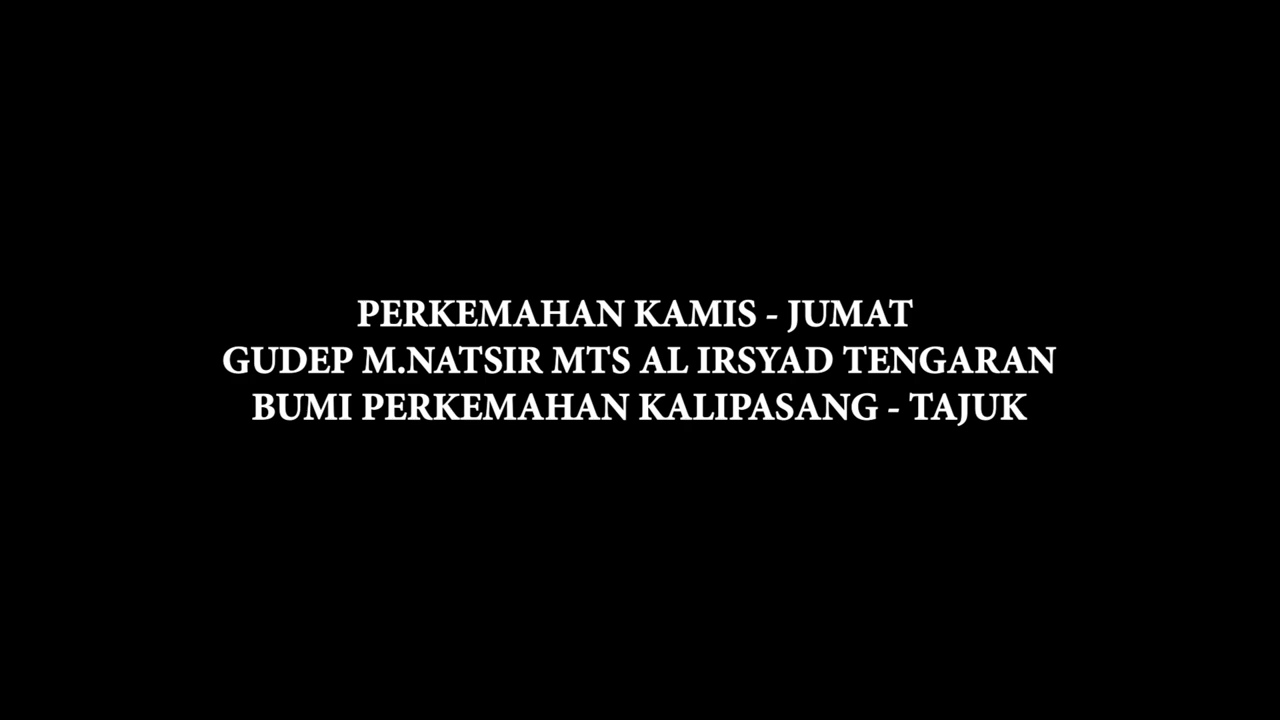 PERKEMAHAN KAMIS - JUMAT
GUDEP M.NATSIR MTS AL IRSYAD TENGARAN
BUMI PERKEMAHAN KALIPASANG - TAJUK